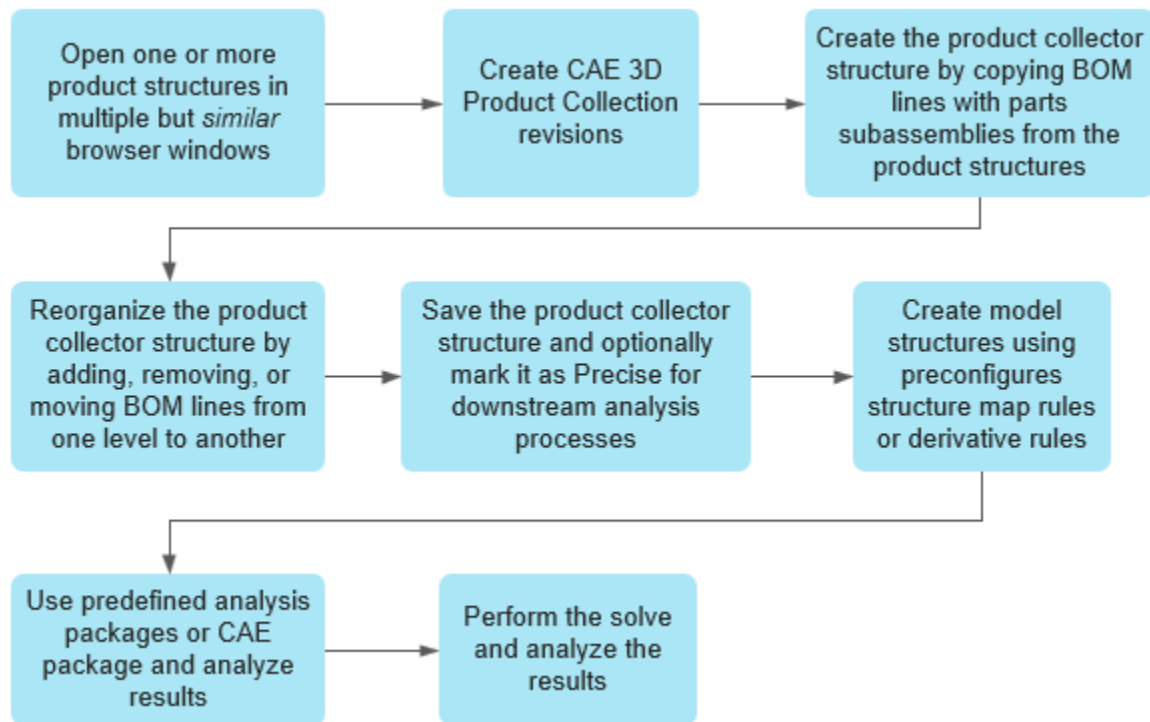 Open one or more
product structures in
multiple but similar
browser windows
Create CAE 3D
Product Collection
revisions
Create the product collector
structure by copying BOM
lines with parts
subassemblies from the
product structures
Reorganize the product
collector structure by
adding, removing, or
moving BOM lines from
one level to another
Save the product collector
structure and optionally
mark it as Precise for
downstream analysis
processes
Create model
structures using
preconfigures
structure map rules
or derivative rules
Use predefined analysis
packages or CAE
package and analyze
results
Perform the solve
and analyze the
results